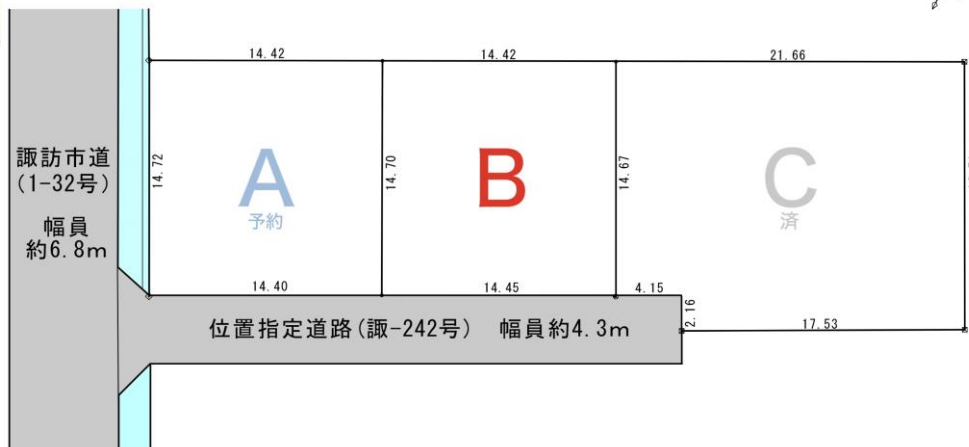 14.42
14.42
21.66
諏訪市道
(1-32号)
幅員
約6.8m
14.72
A
予約
14.70
B
14.67
C
済
14.40
14.45
4.15
2.16
17.53
位置指定道路(諏-242号) 幅員約4.3m